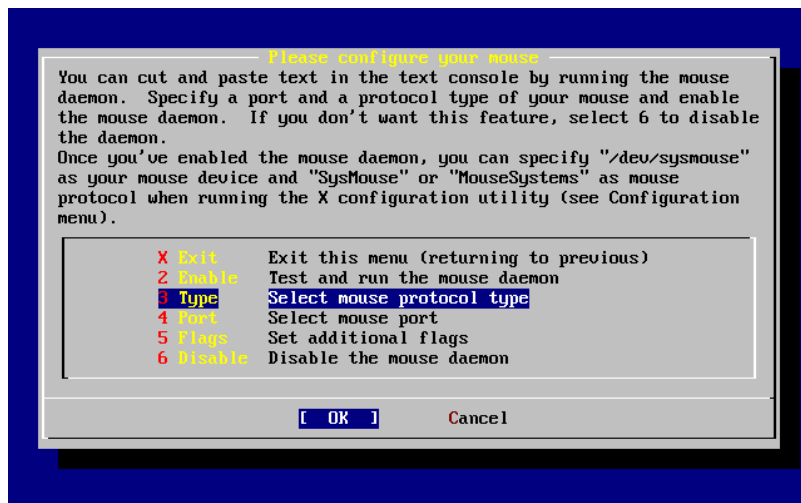 Please configure your mouse
You can cut and paste text in the text console by running the mouse
daemon.  Specify a port and a protocol type of your mouse and enable
the mouse daemon.  If you don't want this feature, select 6 to disable
the daemon.
Once you've enabled the mouse daemon, you can specify "/dev/sysmouse"
as your mouse device and "SysMouse" or "MouseSystems" as mouse
protocol when running the X configuration utility (see Configuration
menu).
X Exit     Exit this menu (returning to previous)
2 Enable   Test and run the mouse daemon
3 Type     Select mouse protocol type
4 Port     Select mouse port
5 Flags    Set additional flags
6 Disable  Disable the mouse daemon
[  OK  ]       Cancel